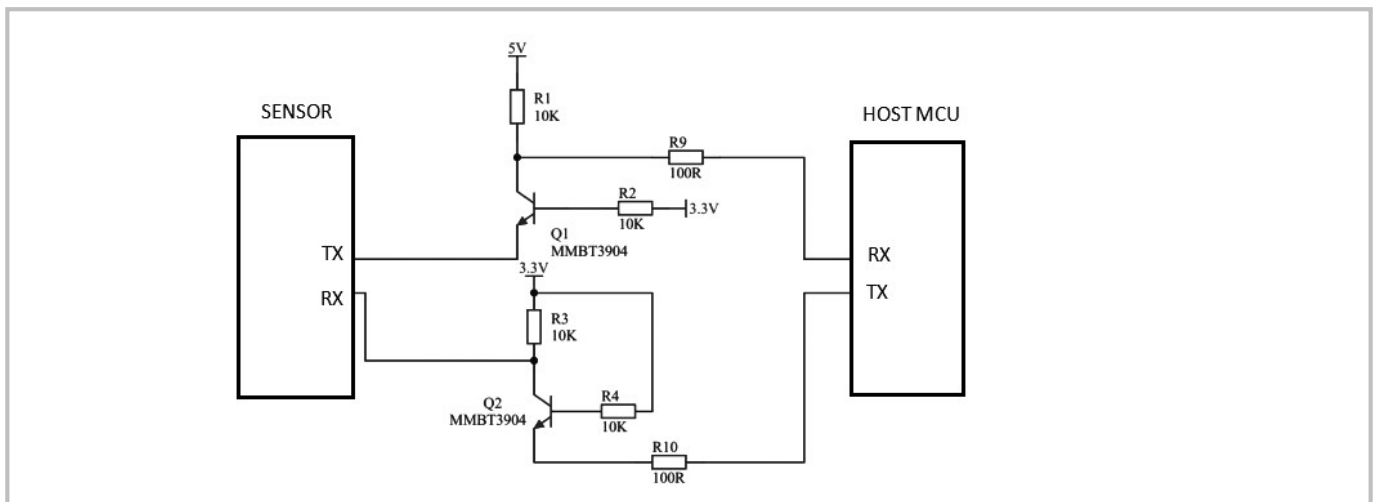 5V
R1
10K
SENSOR
HOST MCU
R9
100R
R2
10K
3.3V
Q1
MMBT3904
TX
RX
3.3V
RX
TX
R3
10K
Q2
MMBT3904
R4
10K
R10
100R